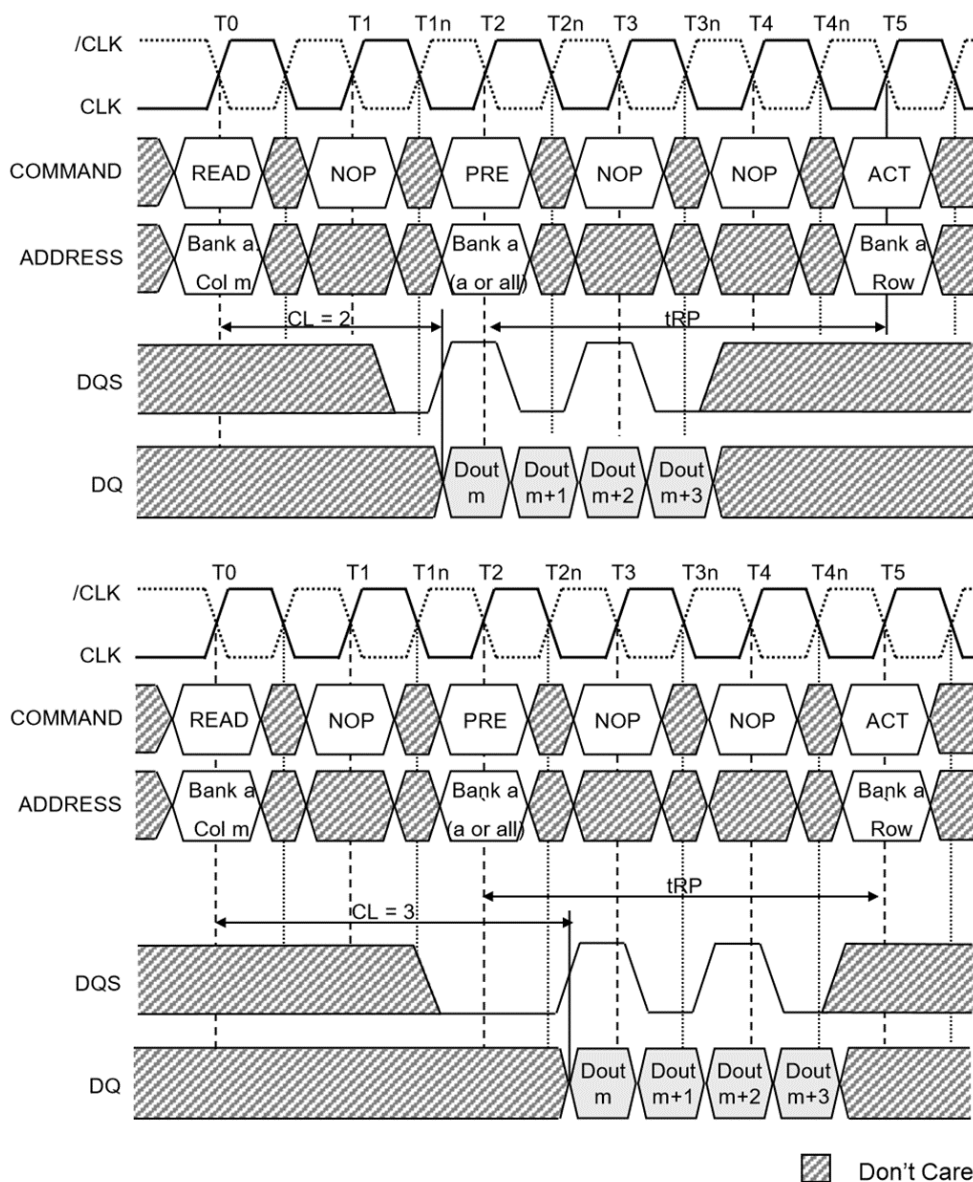 T0 T1 T1n T2 T2n T3 T3n T4 T4n T5
/CLK
CLK
COMMAND READ NOP PRE NOP NOP ACT
ADDRESS Bank a, Bank a Bank a
Col m (a or all) Row
CL = 2 tRP
DQS
DQ Dout Dout Dout Dout
m m+1 m+2 m+3
T0 T1 T1n T2 T2n T3 T3n T4 T4n T5
/CLK
CLK
COMMAND READ NOP PRE NOP NOP ACT
ADDRESS Bank a Bank a Bank a
Col m (a or all) Row
tRP
CL = 3
DQS
DQ Dout Dout Dout Dout
m m+1 m+2 m+3
Don't Care